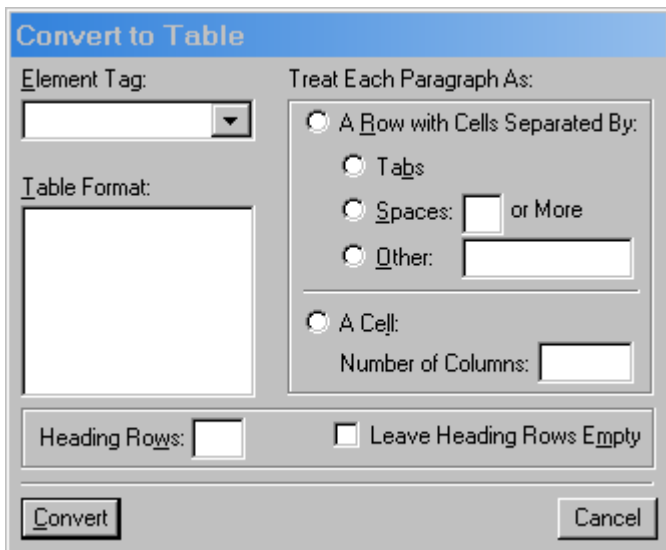 Convert to Table
Element Tag:
Treat Each Paragraph As:
A Row with Cells Separated By:
Tabs
Spaces: or More
Other:
A Cell:
Number of Columns:
Table Format:
Heading Rows:
Leave Heading Rows Empty
Convert
Cancel